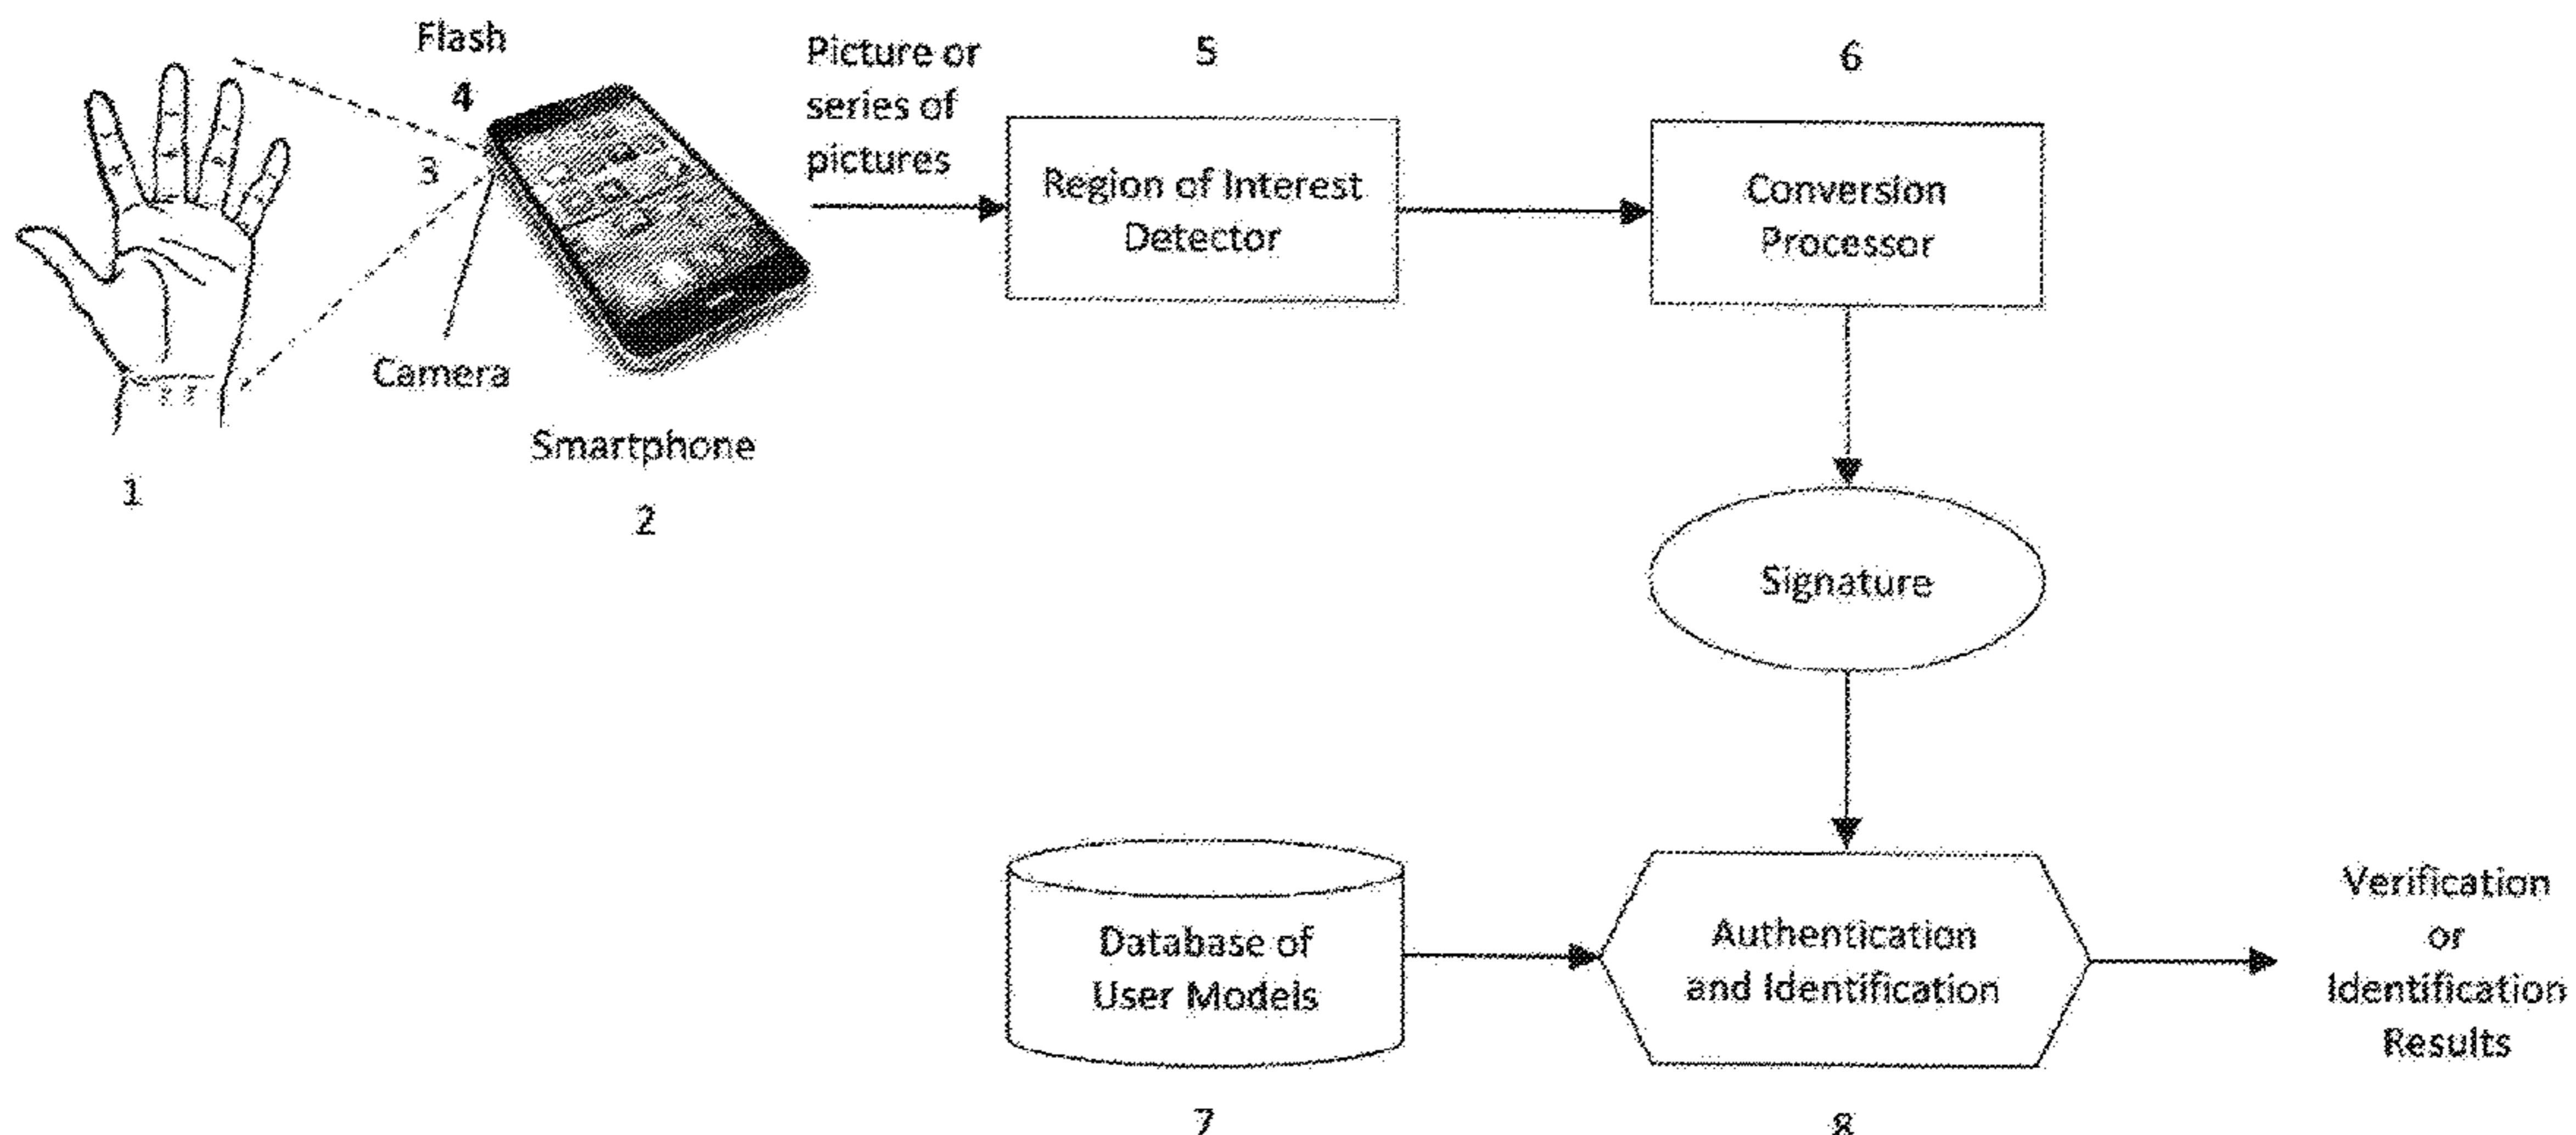 Flash
4
3
Camera
Smartphone
2
1
Picture or
series of
pictures
5
Region of Interest
Detector
6
Conversion
Processor
Signature
Database of
User Models
7
Authentication
and Identification
8
Verification
or
Identification
Results